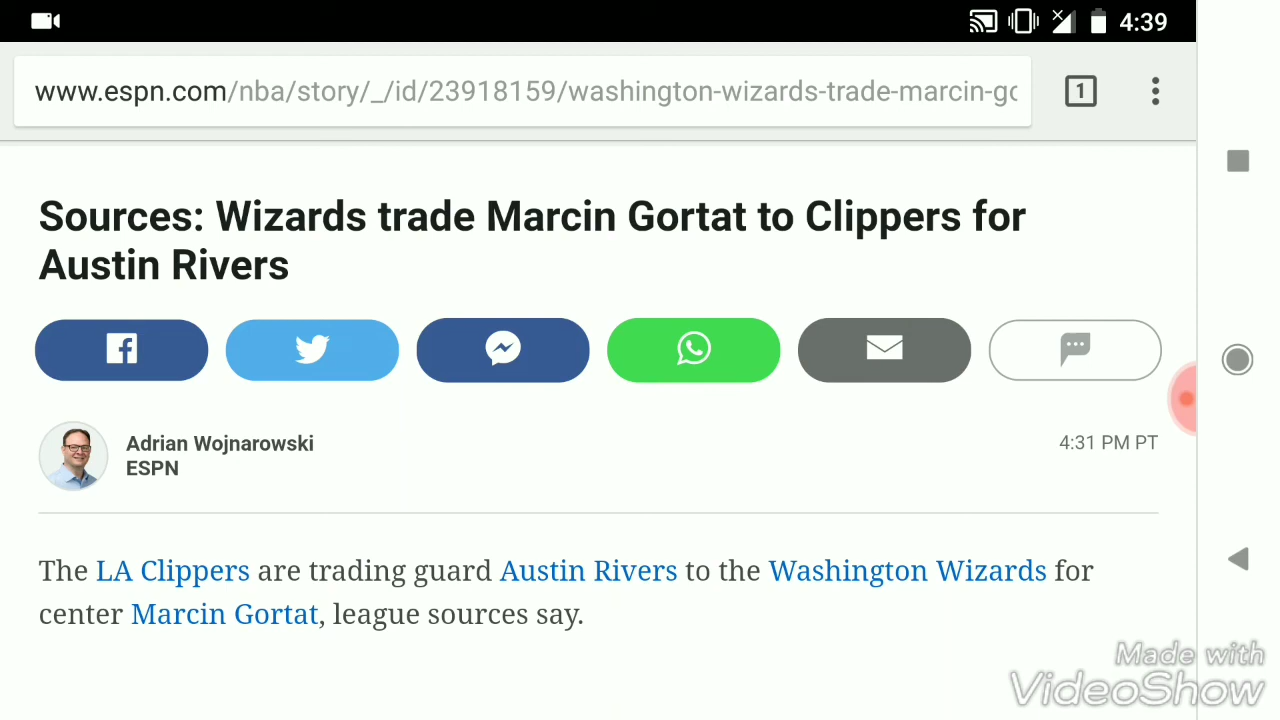 4:39
www.espn.com/nba/story/_/id/23918159/washington-wizards-trade-marcin-go
1
Sources: Wizards trade Marcin Gortat to Clippers for
Austin Rivers
Adrian Wojnarowski
ESPN
4:31 PM PT
The LA Clippers are trading guard Austin Rivers to the Washington Wizards for
center Marcin Gortat, league sources say.
Made with
VideoShow